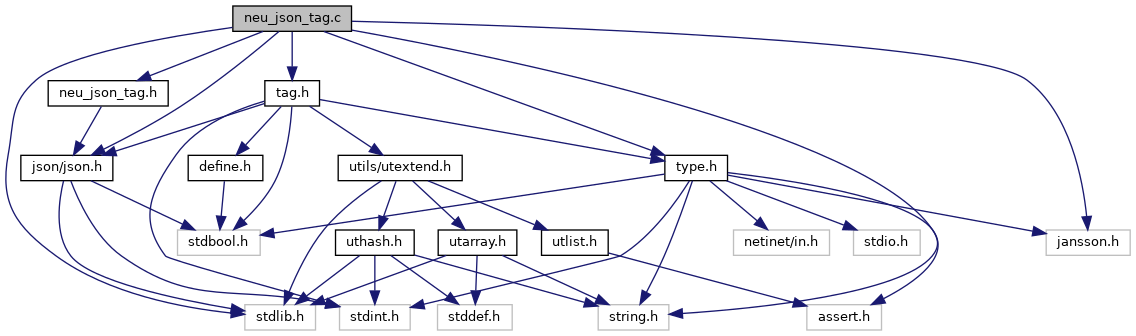 neu_json_tag.c
neu_json_tag.h
tag.h
json/json.h
define.h
utils/utextend.h
type.h
stdbool.h
uthash.h
utarray.h
utlist.h
netinet/in.h
stdio.h
jansson.h
stdlib.h
stdint.h
stddef.h
string.h
assert.h